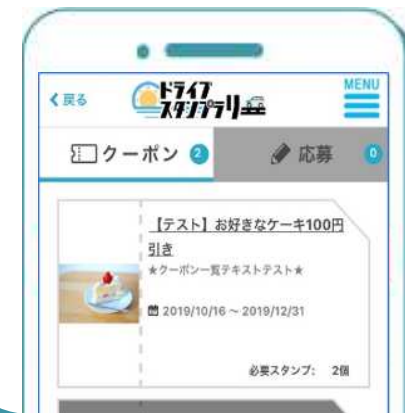 戻る
ドライブ
スタンプラリー
MENU
クーポン 2
応募 0
【テスト】お好きなケーキ100円
引き
★クーポン一覧テキストテスト★
2019/10/16 ~ 2019/12/31
必要スタンプ: 2個